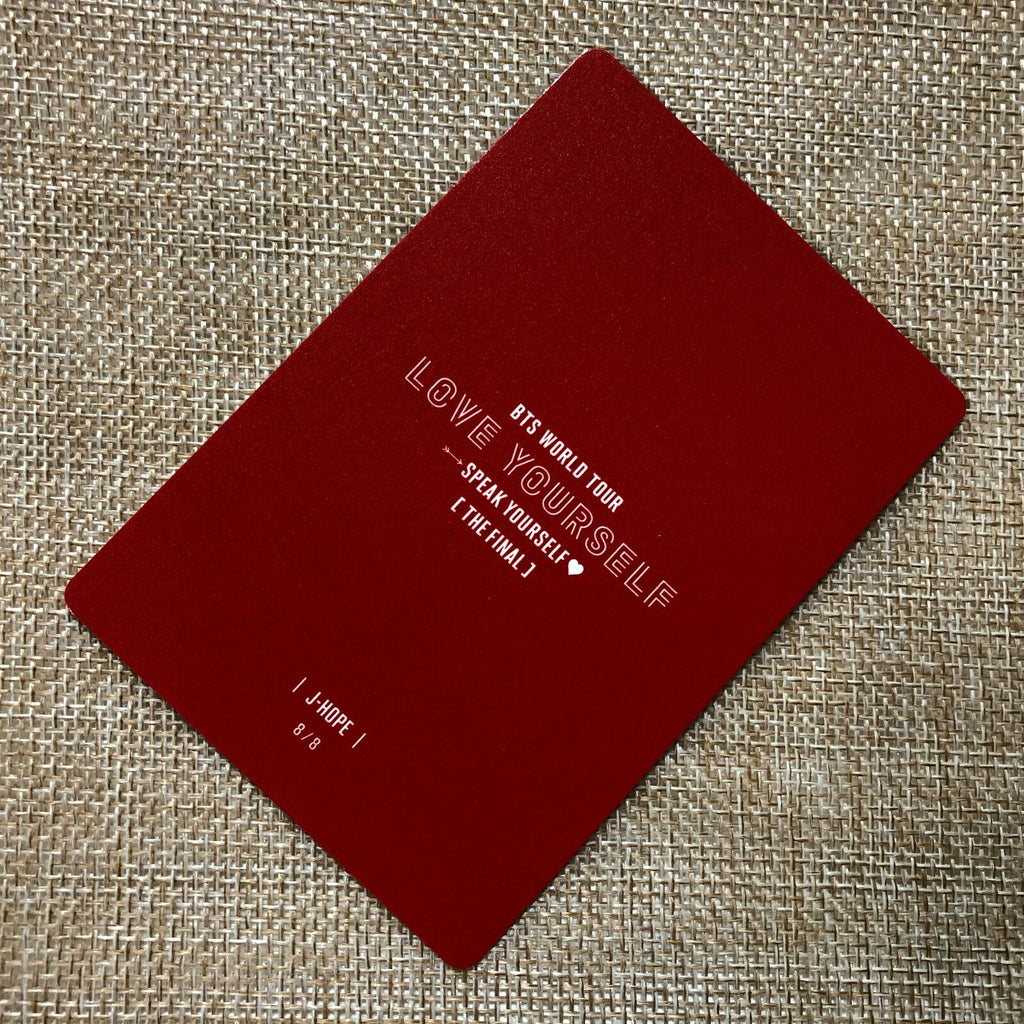 BTS WORLD TOUR
LOVE YOURSELF
SPEAK YOURSELF♥
[ THE FINAL ]
| J-HOPE |
8/8